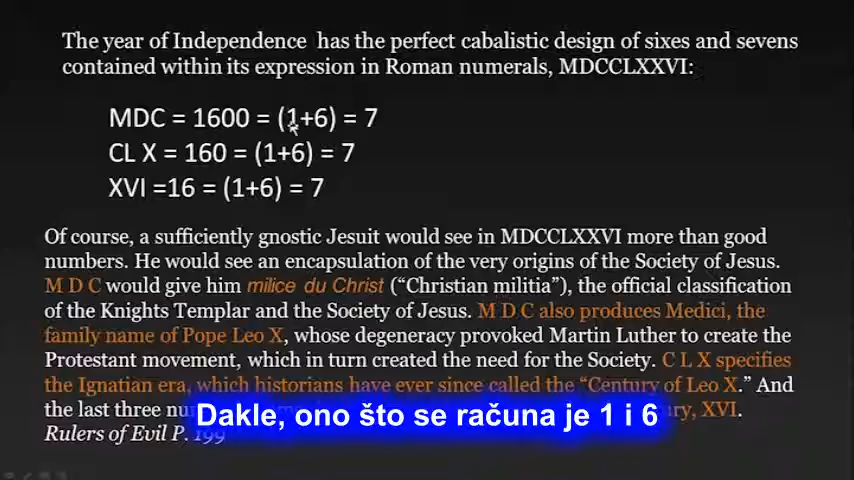 The year of Independence has the perfect cabalistic design of sixes and sevens
contained within its expression in Roman numerals, MDCCLXXVI:
MDC = 1600 = (1+6) = 7
CL X = 160 = (1+6) = 7
XVI =16 = (1+6) = 7
Of course, a sufficiently gnostic Jesuit would see in MDCCLXXVI more than good
numbers. He would see an encapsulation of the very origins of the Society of Jesus.
M D C would give him milice du Christ (“Christian militia”), the official classification
of the Knights Templar and the Society of Jesus. M D C also produces Medici, the
family name of Pope Leo X, whose degeneracy provoked Martin Luther to create the
Protestant movement, which in turn created the need for the Society. C L X specifies
the Ignatian era, which historians have ever since called the “Century of Leo X.” And
the last three XVI.
Rulers of Evil P. 199
Dakle, ono što se računa je 1 i 6